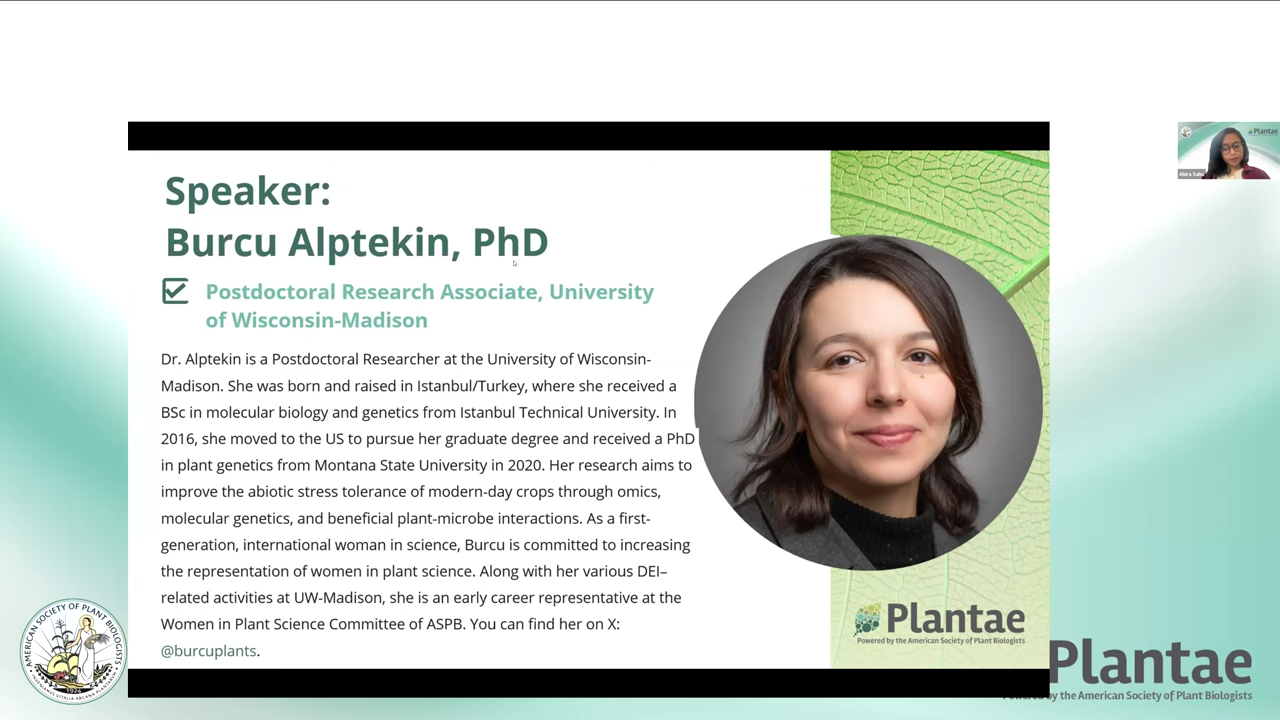 Speaker:
Burcu Alptekin, PhD
Postdoctoral Research Associate, University
of Wisconsin-Madison
Dr. Alptekin is a Postdoctoral Researcher at the University of Wisconsin-
Madison. She was born and raised in Istanbul/Turkey, where she received a
BSc in molecular biology and genetics from Istanbul Technical University. In
2016, she moved to the US to pursue her graduate degree and received a PhD
in plant genetics from Montana State University in 2020. Her research aims to
improve the abiotic stress tolerance of modern-day crops through omics,
molecular genetics, and beneficial plant-microbe interactions. As a first-
generation, international woman in science, Burcu is committed to increasing
the representation of women in plant science. Along with her various DEI–
related activities at UW-Madison, she is an early career representative at the
Women in Plant Science Committee of ASPB. You can find her on X:
@burcuplants.
Plantae
Powered by the American Society of Plant Biologists
Plantae
Plantae
by the American Society of Plant Biologists
AMERICAN SOCIETY OF PLANT BIOLOGISTS
1924